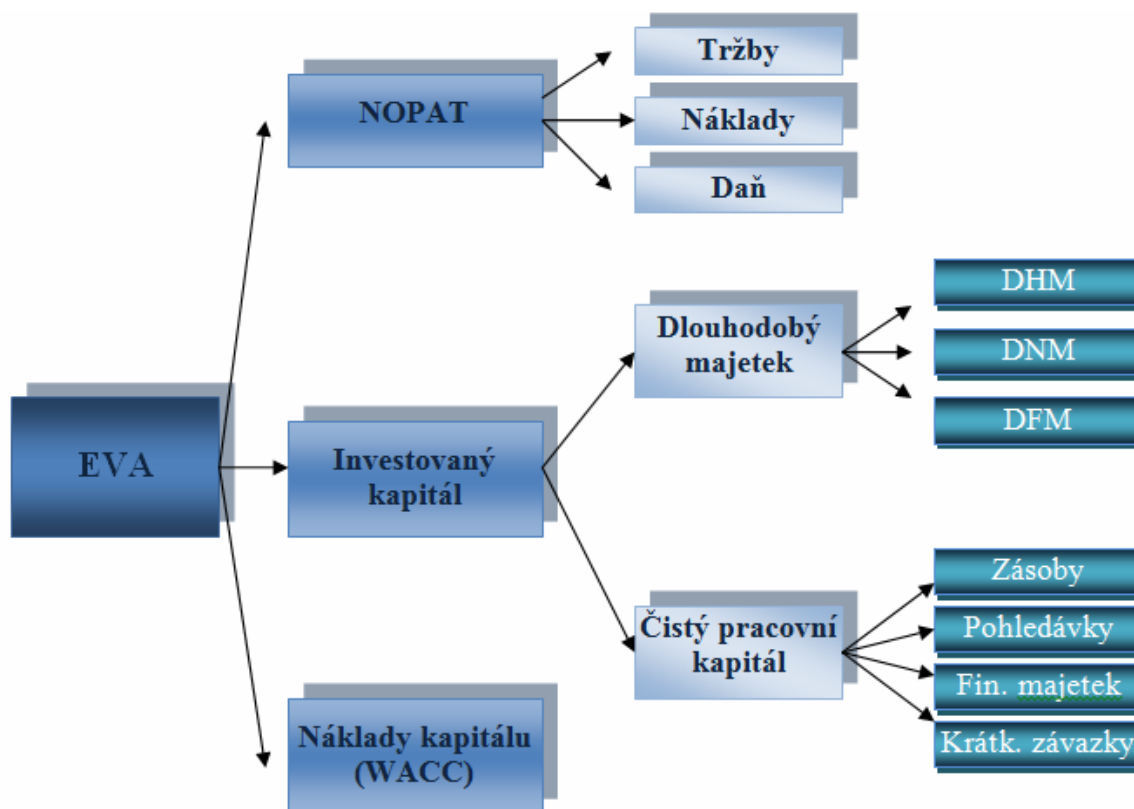 EVA
NOPAT
Tržby
Náklady
Daň
Investovaný
kapitál
Dlouhodobý
majetek
DHM
DNM
DFM
Čistý pracovní
kapitál
Zásoby
Pohledávky
Fin. majetek
Krátk. závazky
Náklady kapitálu
(WACC)